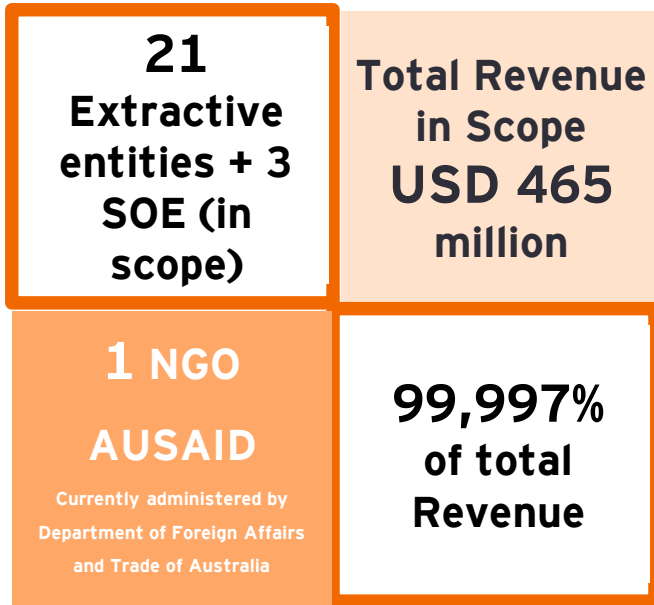 21
Extractive
entities + 3
SOE (in
scope)
Total Revenue
in Scope
USD 465
million
1 NGO
AUSAID
Currently administered by
Department of Foreign Affairs
and Trade of Australia
99,997%
of total
Revenue